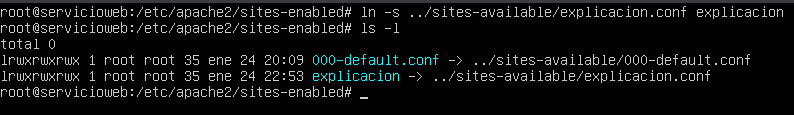 root@servicioweb:/etc/apache2/sites-enabled# ln -s ../sites-available/explicacion.conf explicacion
root@servicioweb:/etc/apache2/sites-enabled# ls -l
total 0
lrwxrwxrwx 1 root root 35 ene 24 20:09 000-default.conf -> ../sites-available/000-default.conf
lrwxrwxrwx 1 root root 35 ene 24 22:53 explicacion -> ../sites-available/explicacion.conf
root@servicioweb:/etc/apache2/sites-enabled# _